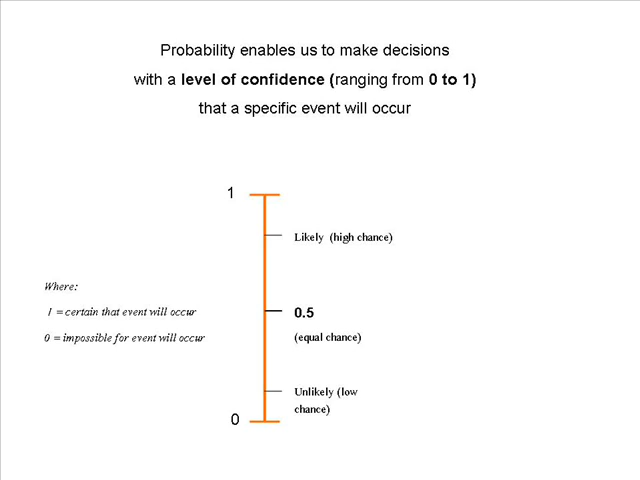 Probability enables us to make decisions
with a level of confidence (ranging from 0 to 1)
that a specific event will occur
1
Likely (high chance)
Where:
1 = certain that event will occur
0 = impossible for event will occur
0.5
(equal chance)
Unlikely (low
chance)
0